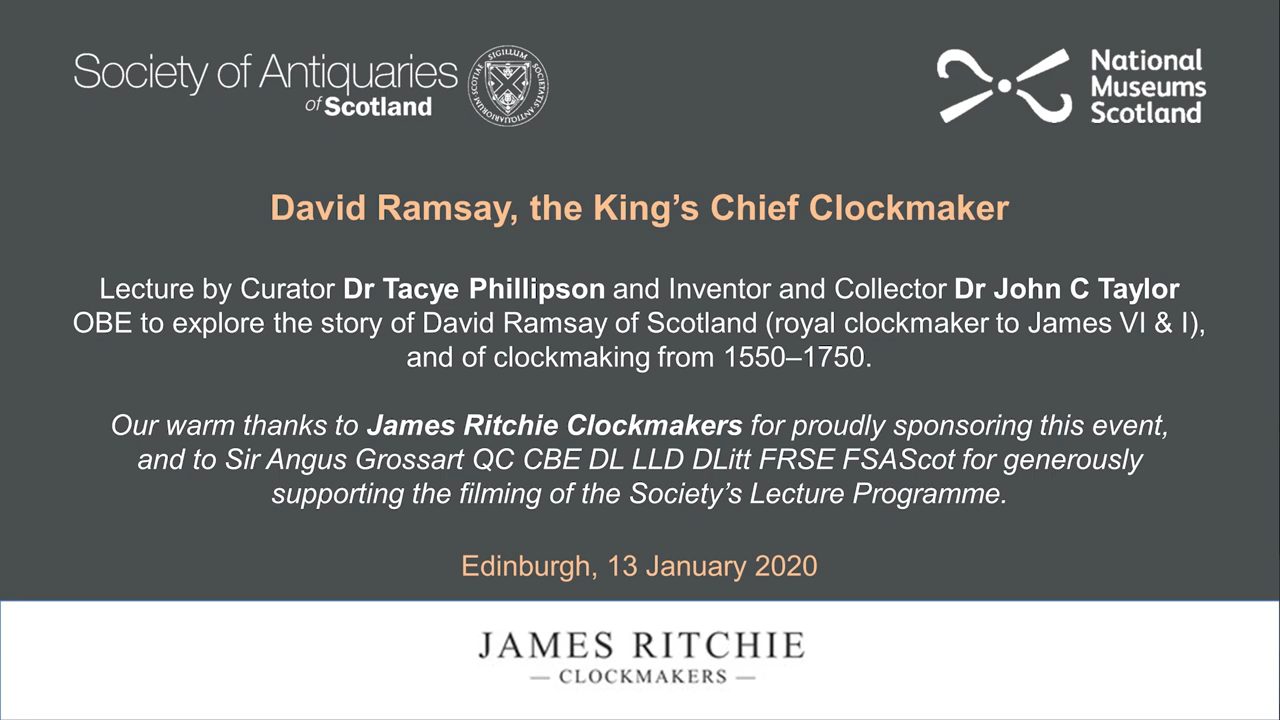 Society of Antiquaries
of Scotland
SIGILLUM SOCIETATIS ANTIQUARIORUM SCOTIAE
National
Museums
Scotland
David Ramsay, the King’s Chief Clockmaker
Lecture by Curator Dr Tacye Phillipson and Inventor and Collector Dr John C Taylor
OBE to explore the story of David Ramsay of Scotland (royal clockmaker to James VI & I),
and of clockmaking from 1550–1750.
Our warm thanks to James Ritchie Clockmakers for proudly sponsoring this event,
and to Sir Angus Grossart QC CBE DL LLD DLitt FRSE FSAScot for generously
supporting the filming of the Society’s Lecture Programme.
Edinburgh, 13 January 2020
JAMES RITCHIE
— CLOCKMAKERS —